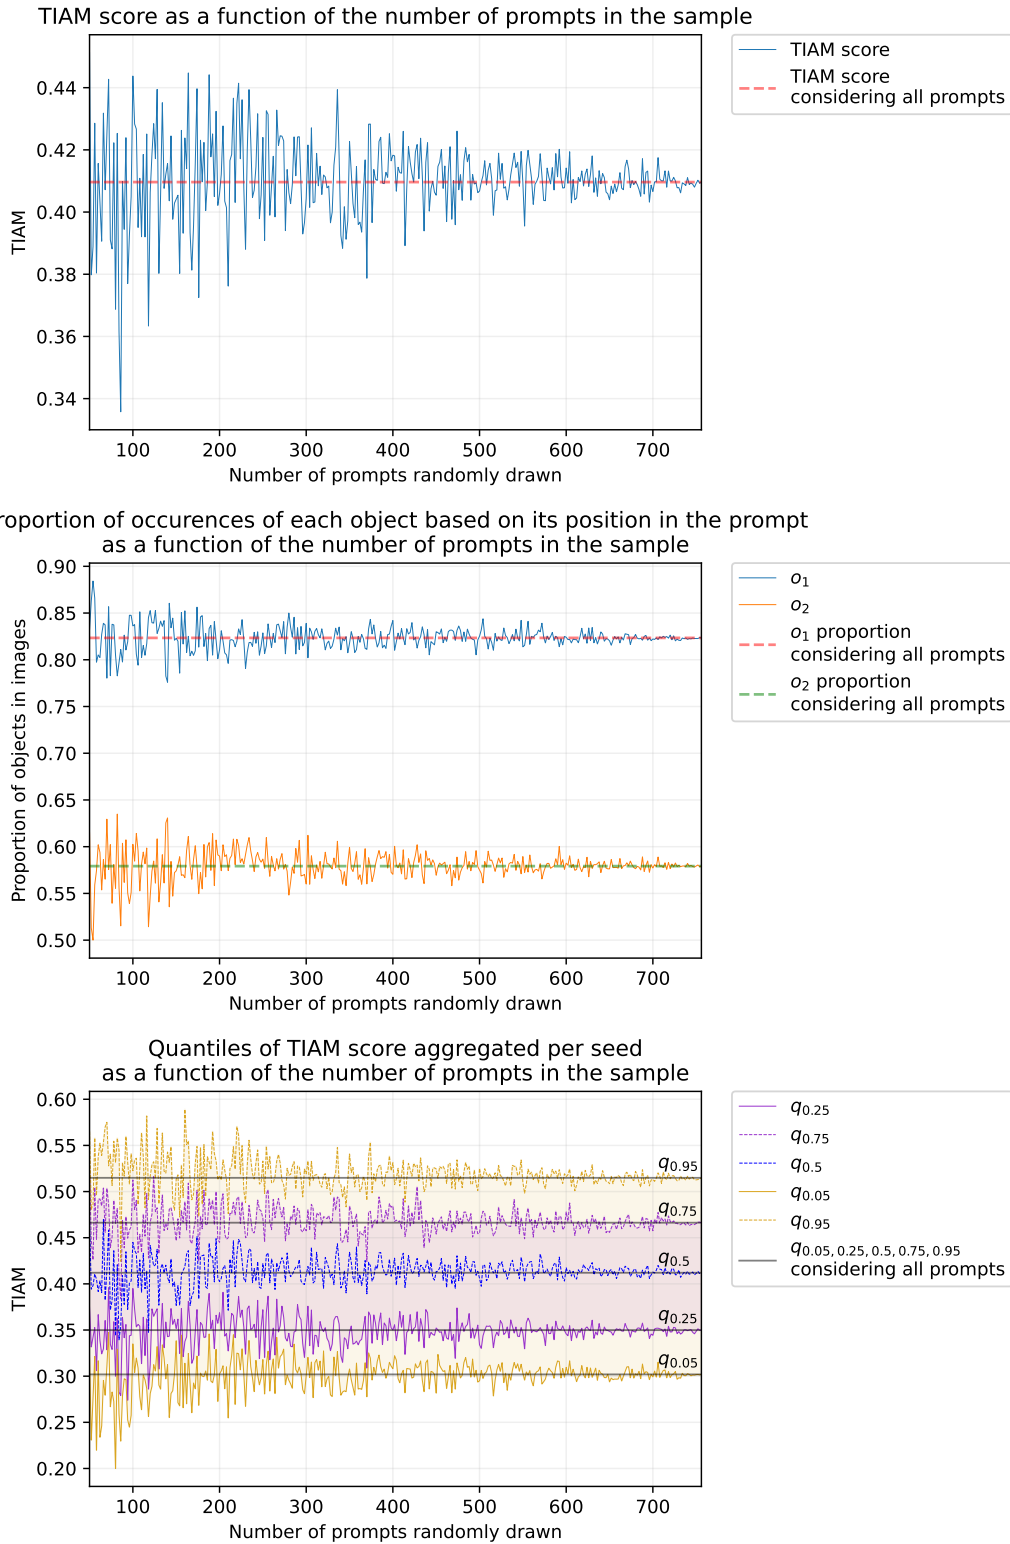 TIAM score as a function of the number of prompts in the sample
TIAM score
TIAM score
considering all prompts
0.44
0.42
0.40
0.38
0.36
0.34
TIAM
100 200 300 400 500 600 700
Number of prompts randomly drawn
roportion of occurences of each object based on its position in the prompt
as a function of the number of prompts in the sample
o₁
o₂
o₁ proportion
considering all prompts
o₂ proportion
considering all prompts
0.90
0.85
0.80
0.75
0.70
0.65
0.60
0.55
0.50
Proportion of objects in images
100 200 300 400 500 600 700
Number of prompts randomly drawn
Quantiles of TIAM score aggregated per seed
as a function of the number of prompts in the sample
q0.25
q0.75
q0.5
q0.05
q0.95
q0.05, 0.25, 0.5, 0.75, 0.95
considering all prompts
0.60
0.55
0.50
0.45
0.40
0.35
0.30
0.25
0.20
TIAM
q0.95
q0.75
q0.5
q0.25
q0.05
100 200 300 400 500 600 700
Number of prompts randomly drawn